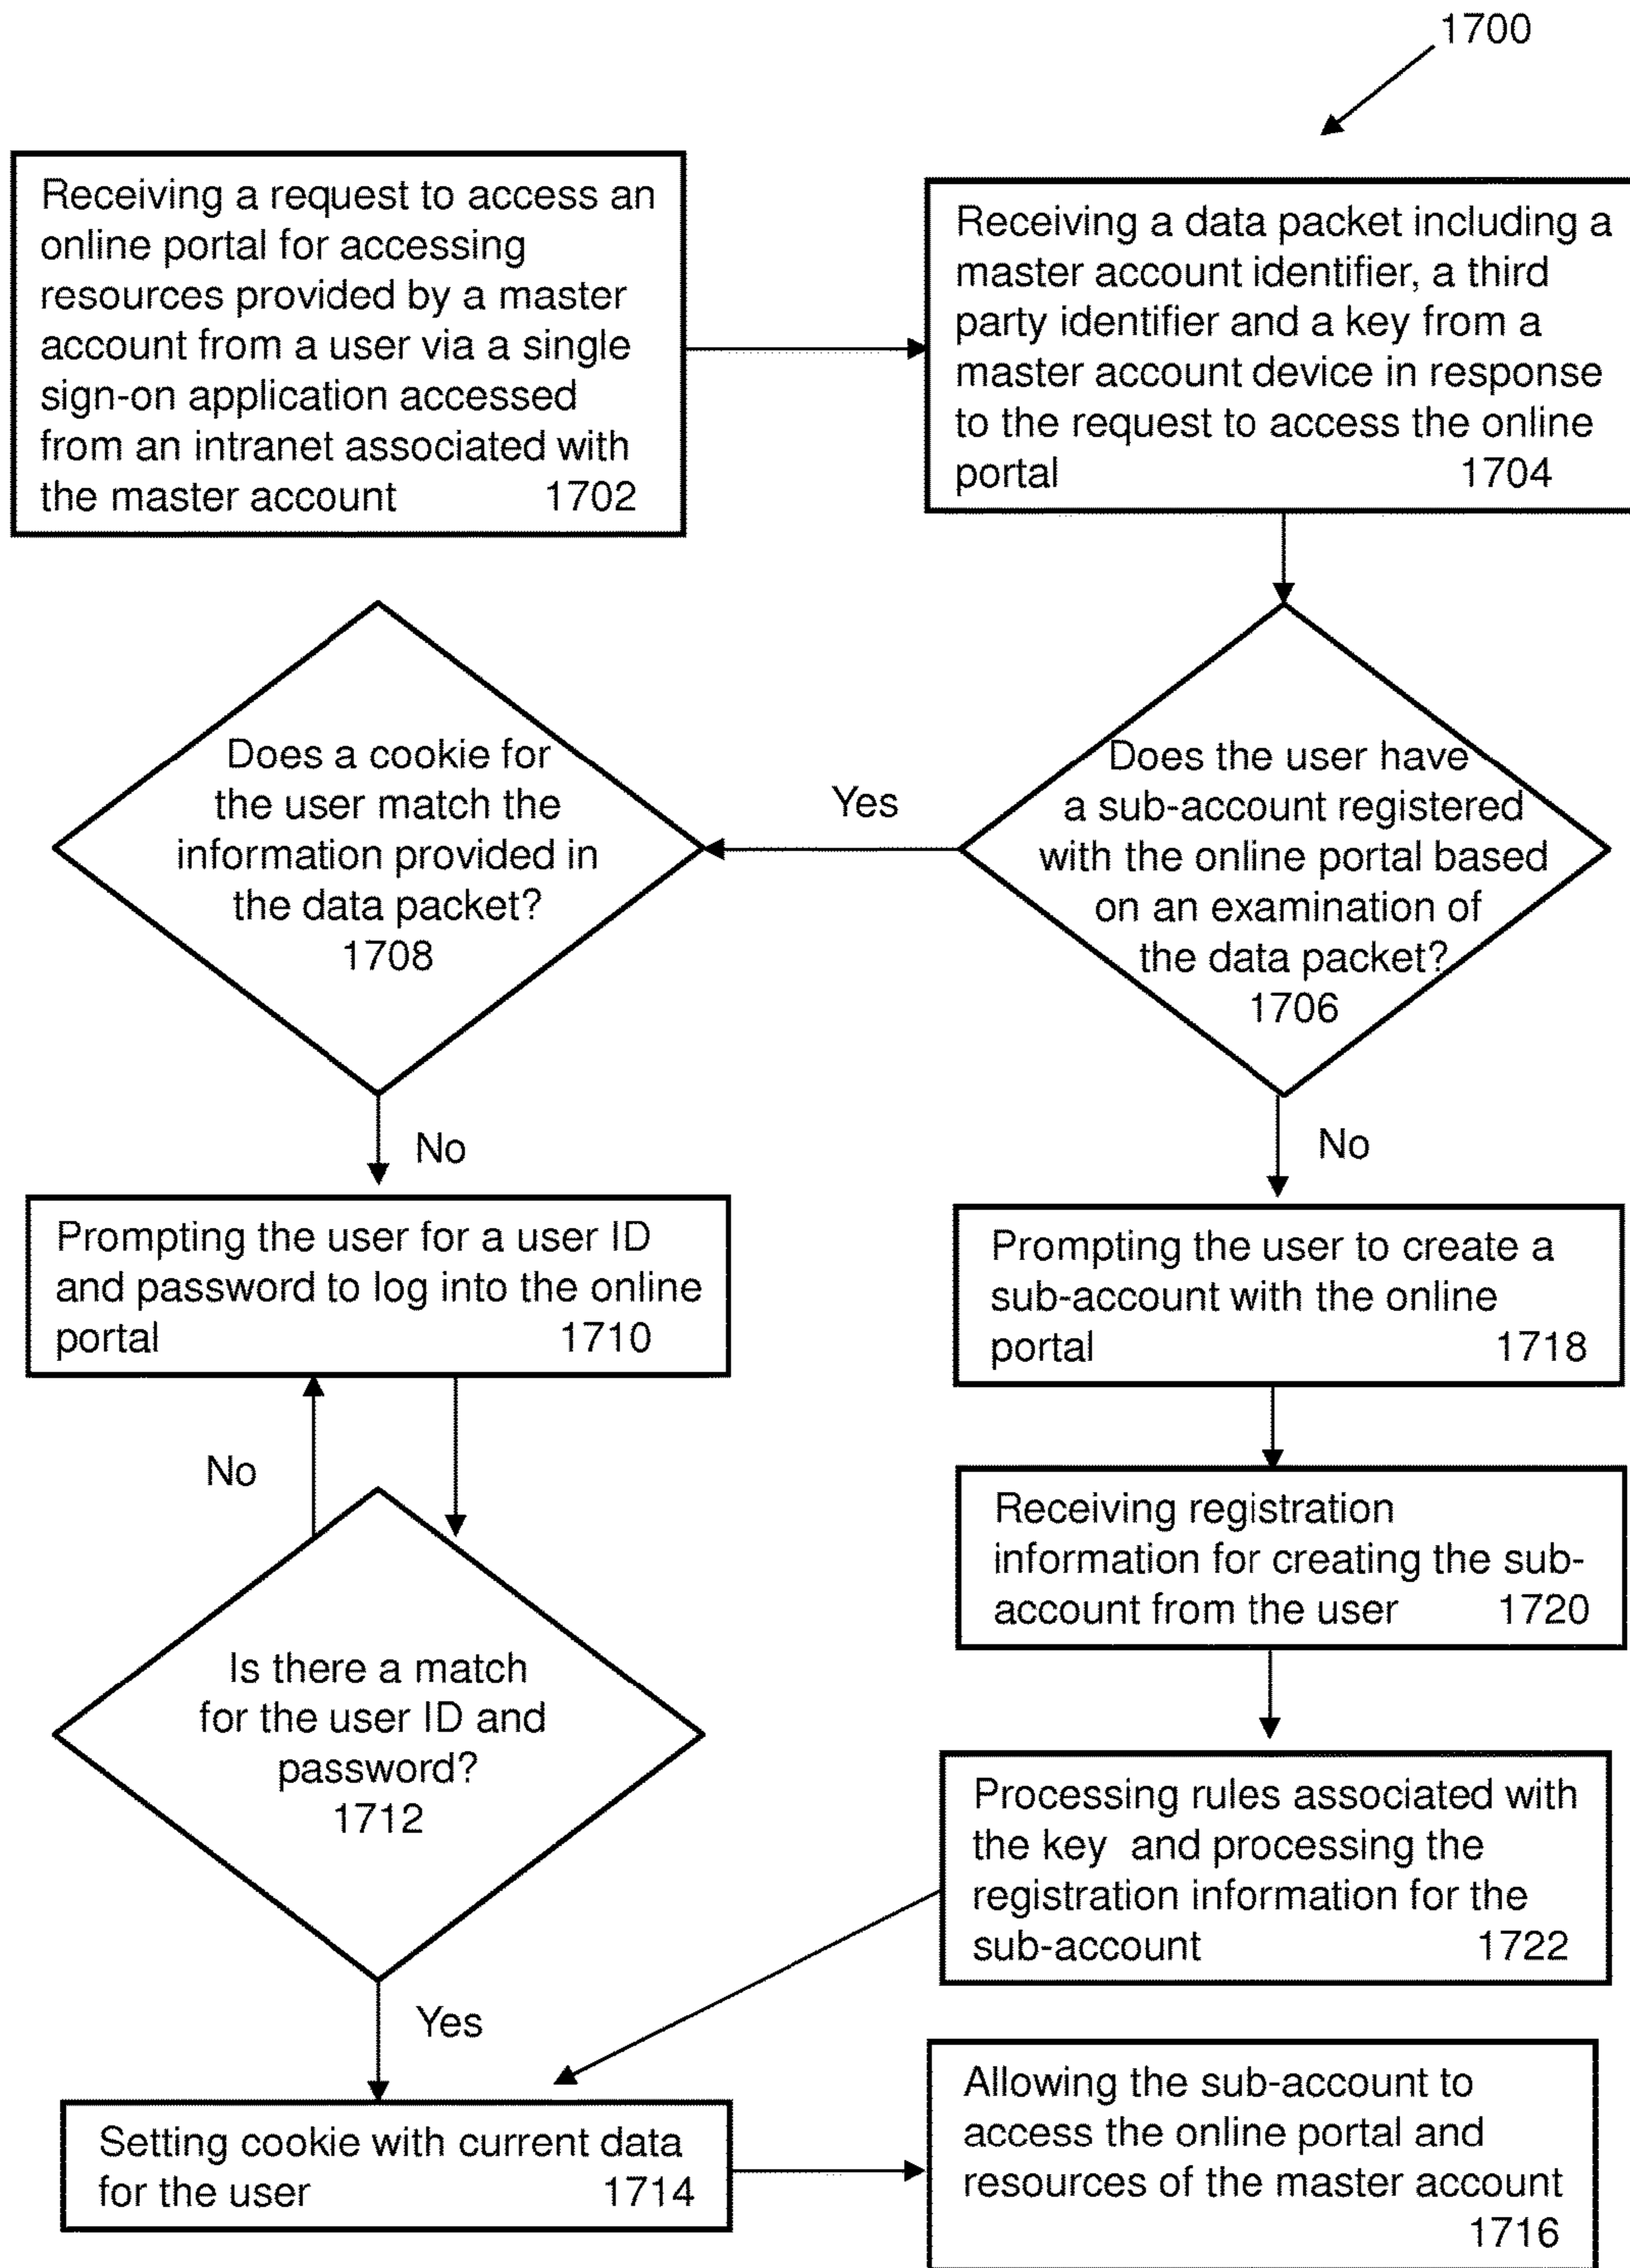 1700
Receiving a request to access an
online portal for accessing
resources provided by a master
account from a user via a single
sign-on application accessed
from an intranet associated with
the master account 1702
Receiving a data packet including a
master account identifier, a third
party identifier and a key from a
master account device in response
to the request to access the online
portal 1704
Does the user have
a sub-account registered
with the online portal based
on an examination of
the data packet?
1706
Yes
Does a cookie for
the user match the
information provided in
the data packet?
1708
No
No
Prompting the user for a user ID
and password to log into the online
portal 1710
Prompting the user to create a
sub-account with the online
portal 1718
No
Receiving registration
information for creating the sub-
account from the user 1720
Is there a match
for the user ID and
password?
1712
Processing rules associated with
the key and processing the
registration information for the
sub-account 1722
Yes
Setting cookie with current data
for the user 1714
Allowing the sub-account to
access the online portal and
resources of the master account
1716